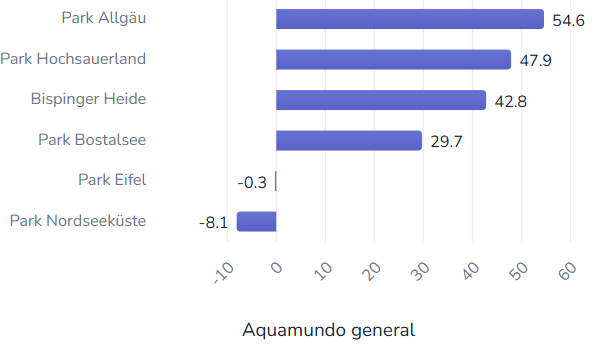 Park Allgäu 54.6
Park Hochsauerland 47.9
Bispinger Heide 42.8
Park Bostalsee 29.7
Park Eifel -0.3
Park Nordseeküste -8.1
-10 0 10 20 30 40 50 60
Aquamundo general